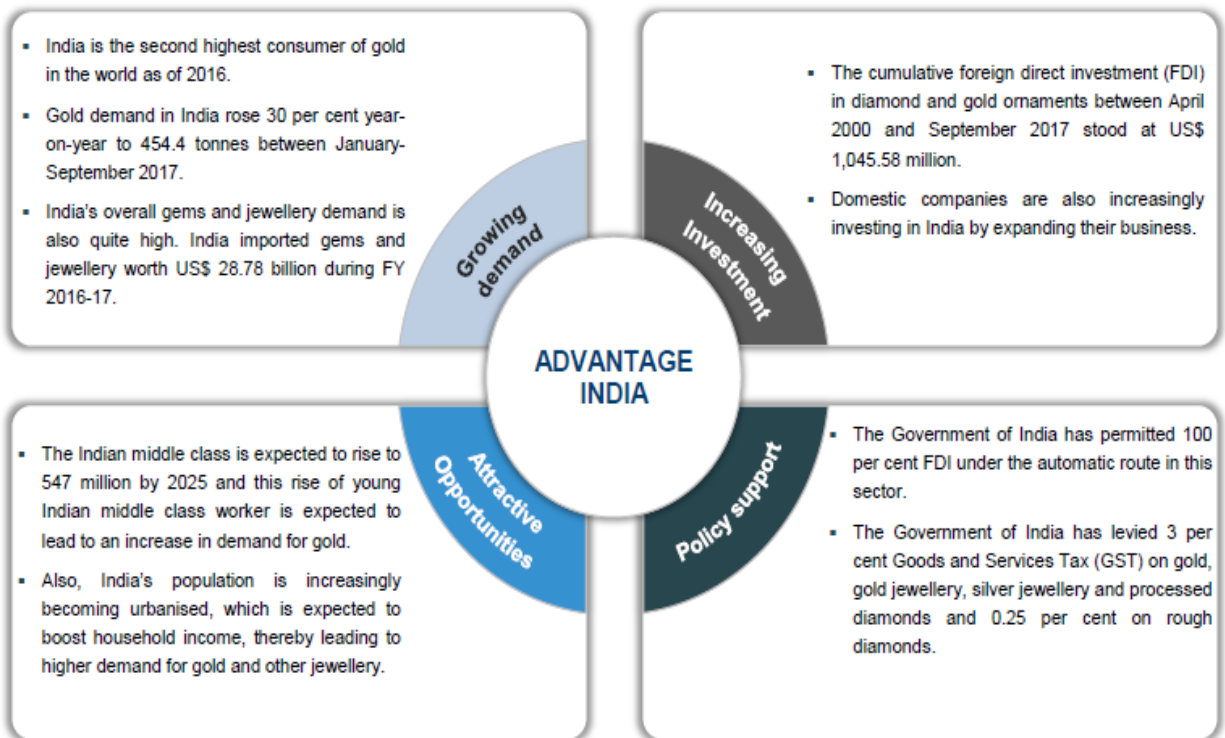 ▪ India is the second highest consumer of gold
in the world as of 2016.
▪ Gold demand in India rose 30 per cent year-
on-year to 454.4 tonnes between January-
September 2017.
▪ India’s overall gems and jewellery demand is
also quite high. India imported gems and
jewellery worth US$ 28.78 billion during FY
2016-17.
Growing
demand
▪ The cumulative foreign direct investment (FDI)
in diamond and gold ornaments between April
2000 and September 2017 stood at US$
1,045.58 million.
▪ Domestic companies are also increasingly
investing in India by expanding their business.
Increasing
Investment
ADVANTAGE
INDIA
▪ The Indian middle class is expected to rise to
547 million by 2025 and this rise of young
Indian middle class worker is expected to
lead to an increase in demand for gold.
▪ Also, India’s population is increasingly
becoming urbanised, which is expected to
boost household income, thereby leading to
higher demand for gold and other jewellery.
Attractive
Opportunities
▪ The Government of India has permitted 100
per cent FDI under the automatic route in this
sector.
▪ The Government of India has levied 3 per
cent Goods and Services Tax (GST) on gold,
gold jewellery, silver jewellery and processed
diamonds and 0.25 per cent on rough
diamonds.
Policy support